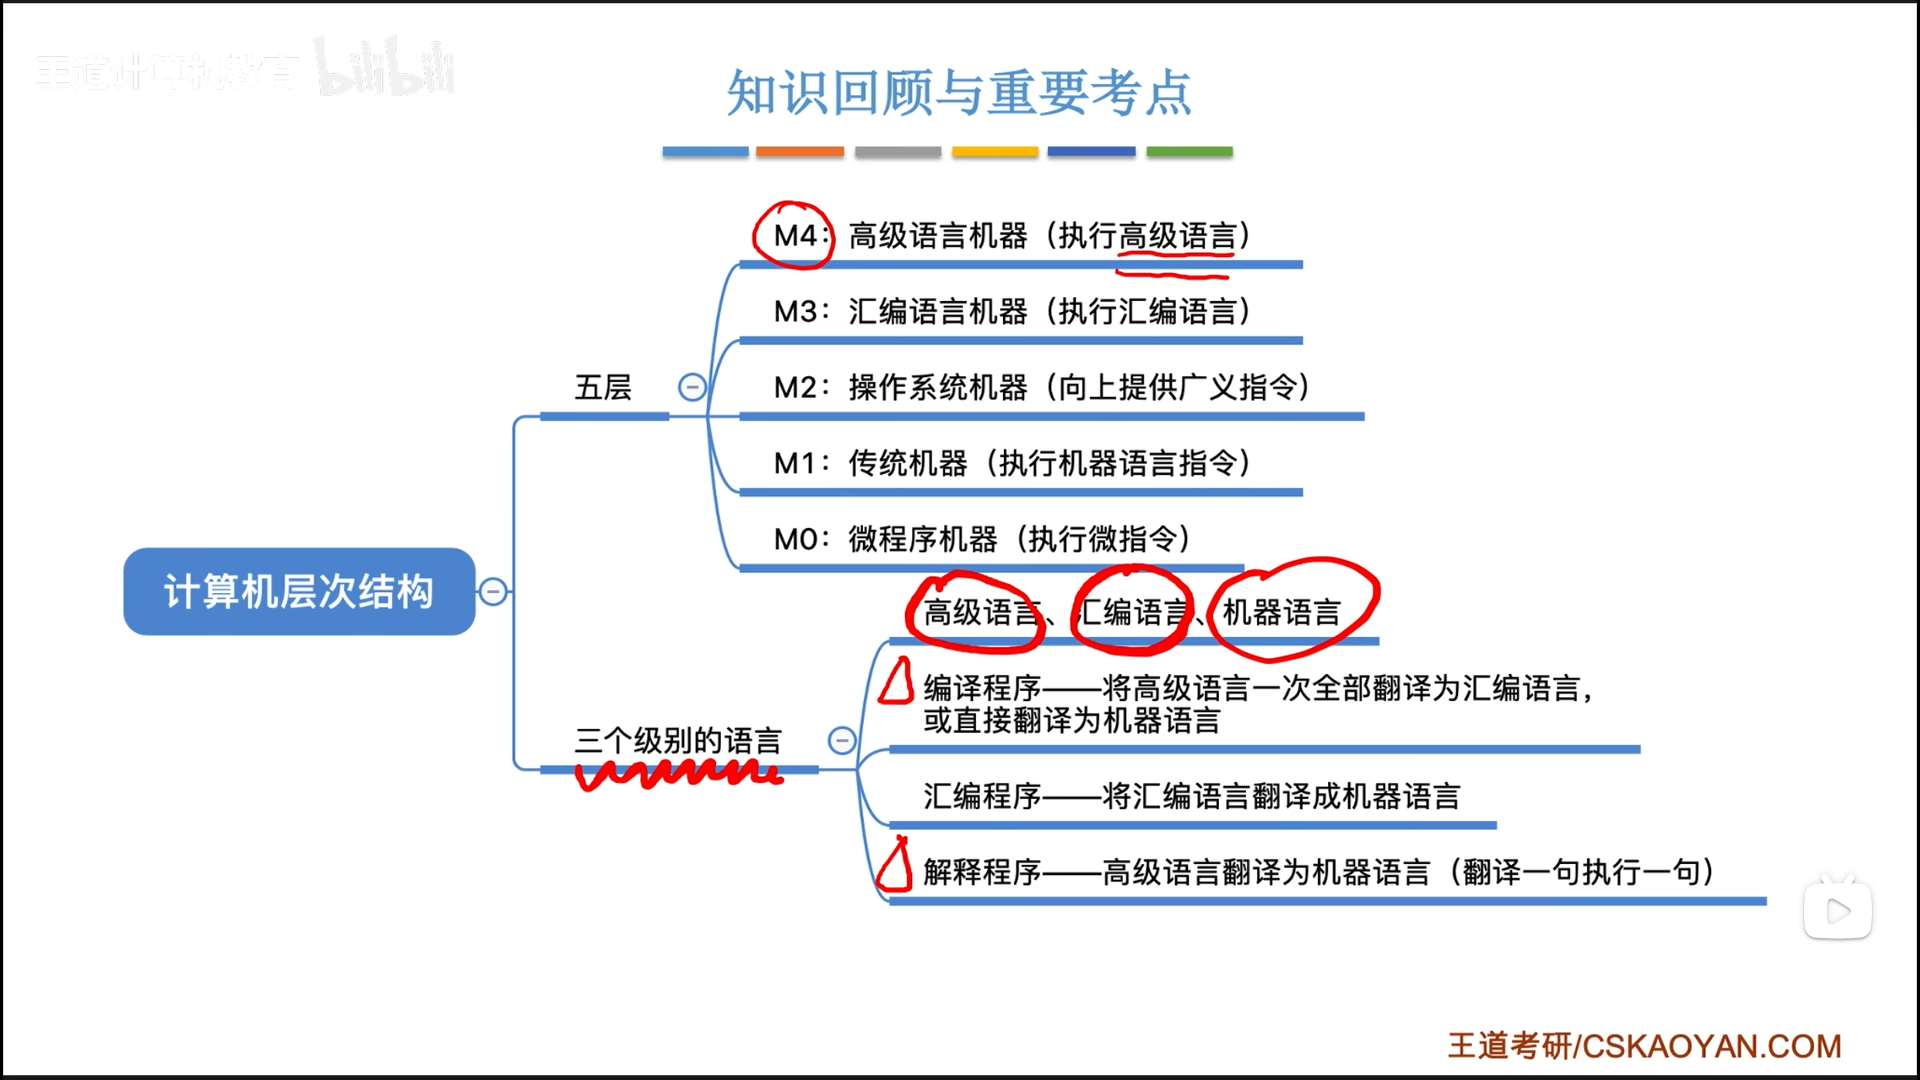 王道计算机教育 bilibili
知识回顾与重要考点
M4：高级语言机器（执行高级语言）
M3：汇编语言机器（执行汇编语言）
五层
M2：操作系统机器（向上提供广义指令）
M1：传统机器（执行机器语言指令）
M0：微程序机器（执行微指令）
计算机层次结构
高级语言、汇编语言、机器语言
编译程序——将高级语言一次全部翻译为汇编语言，
或直接翻译为机器语言
三个级别的语言
汇编程序——将汇编语言翻译成机器语言
解释程序——高级语言翻译为机器语言（翻译一句执行一句）
王道考研/CSKAOYAN.COM